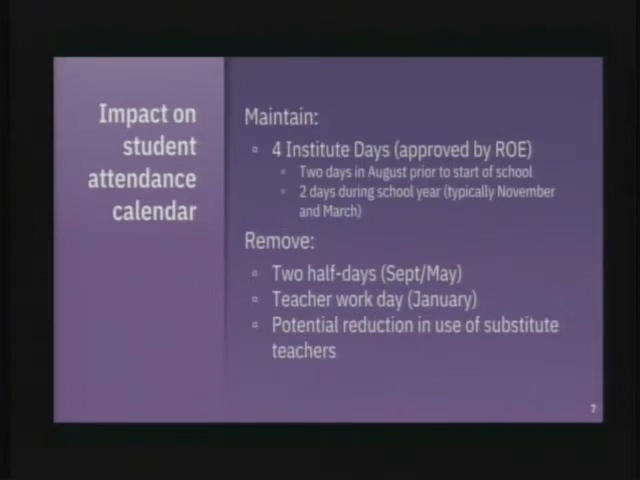 Impact on
student
attendance
calendar
Maintain:
▫ 4 Institute Days (approved by ROE)
▫ Two days in August prior to start of school
▫ 2 days during school year (typically November
and March)
Remove:
▫ Two half-days (Sept/May)
▫ Teacher work day (January)
▫ Potential reduction in use of substitute
teachers
7